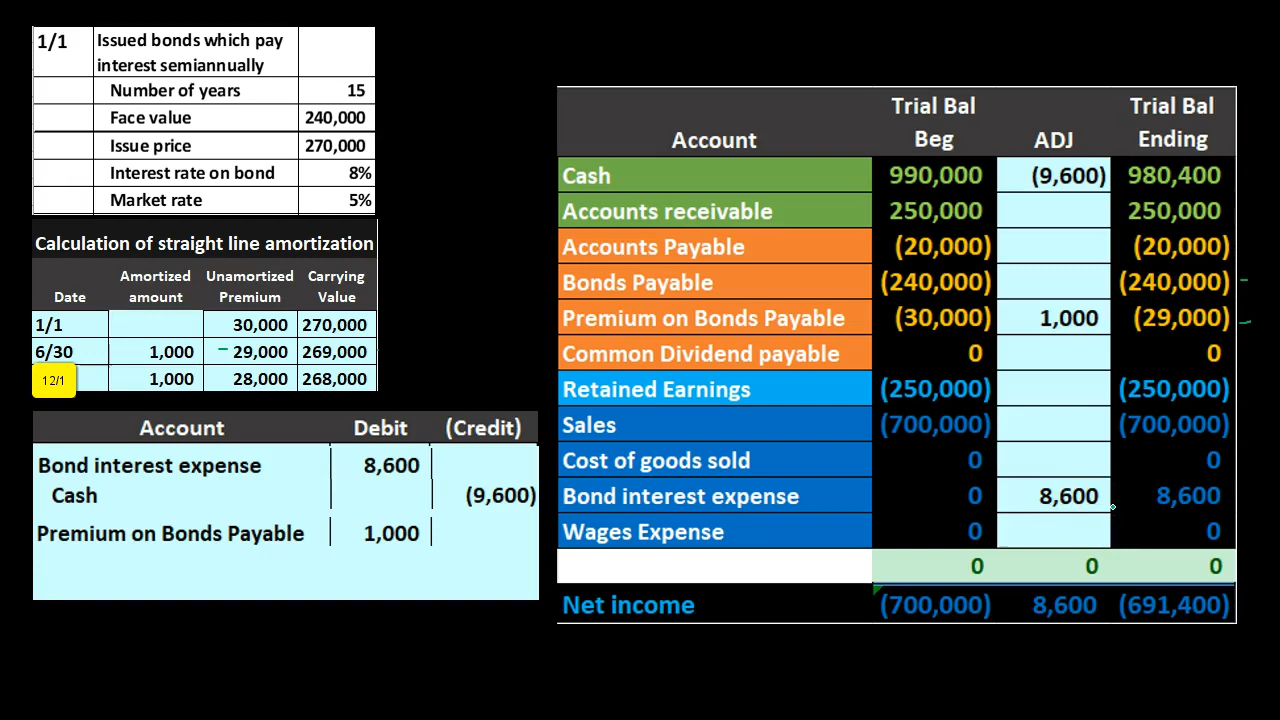 1/1 Issued bonds which pay
interest semiannually
Number of years 15
Face value 240,000
Issue price 270,000
Interest rate on bond 8%
Market rate 5%
Calculation of straight line amortization
Amortized Unamortized Carrying
Date amount Premium Value
1/1 30,000 270,000
6/30 1,000 29,000 269,000
12/1 1,000 28,000 268,000
Account Debit (Credit)
Bond interest expense 8,600
Cash (9,600)
Premium on Bonds Payable 1,000
Trial Bal Trial Bal
Account Beg ADJ Ending
Cash 990,000 (9,600) 980,400
Accounts receivable 250,000 250,000
Accounts Payable (20,000) (20,000)
Bonds Payable (240,000) (240,000)
Premium on Bonds Payable (30,000) 1,000 (29,000)
Common Dividend payable 0 0
Retained Earnings (250,000) (250,000)
Sales (700,000) (700,000)
Cost of goods sold 0 0
Bond interest expense 0 8,600 8,600
Wages Expense 0 0
0 0 0
Net income (700,000) 8,600 (691,400)